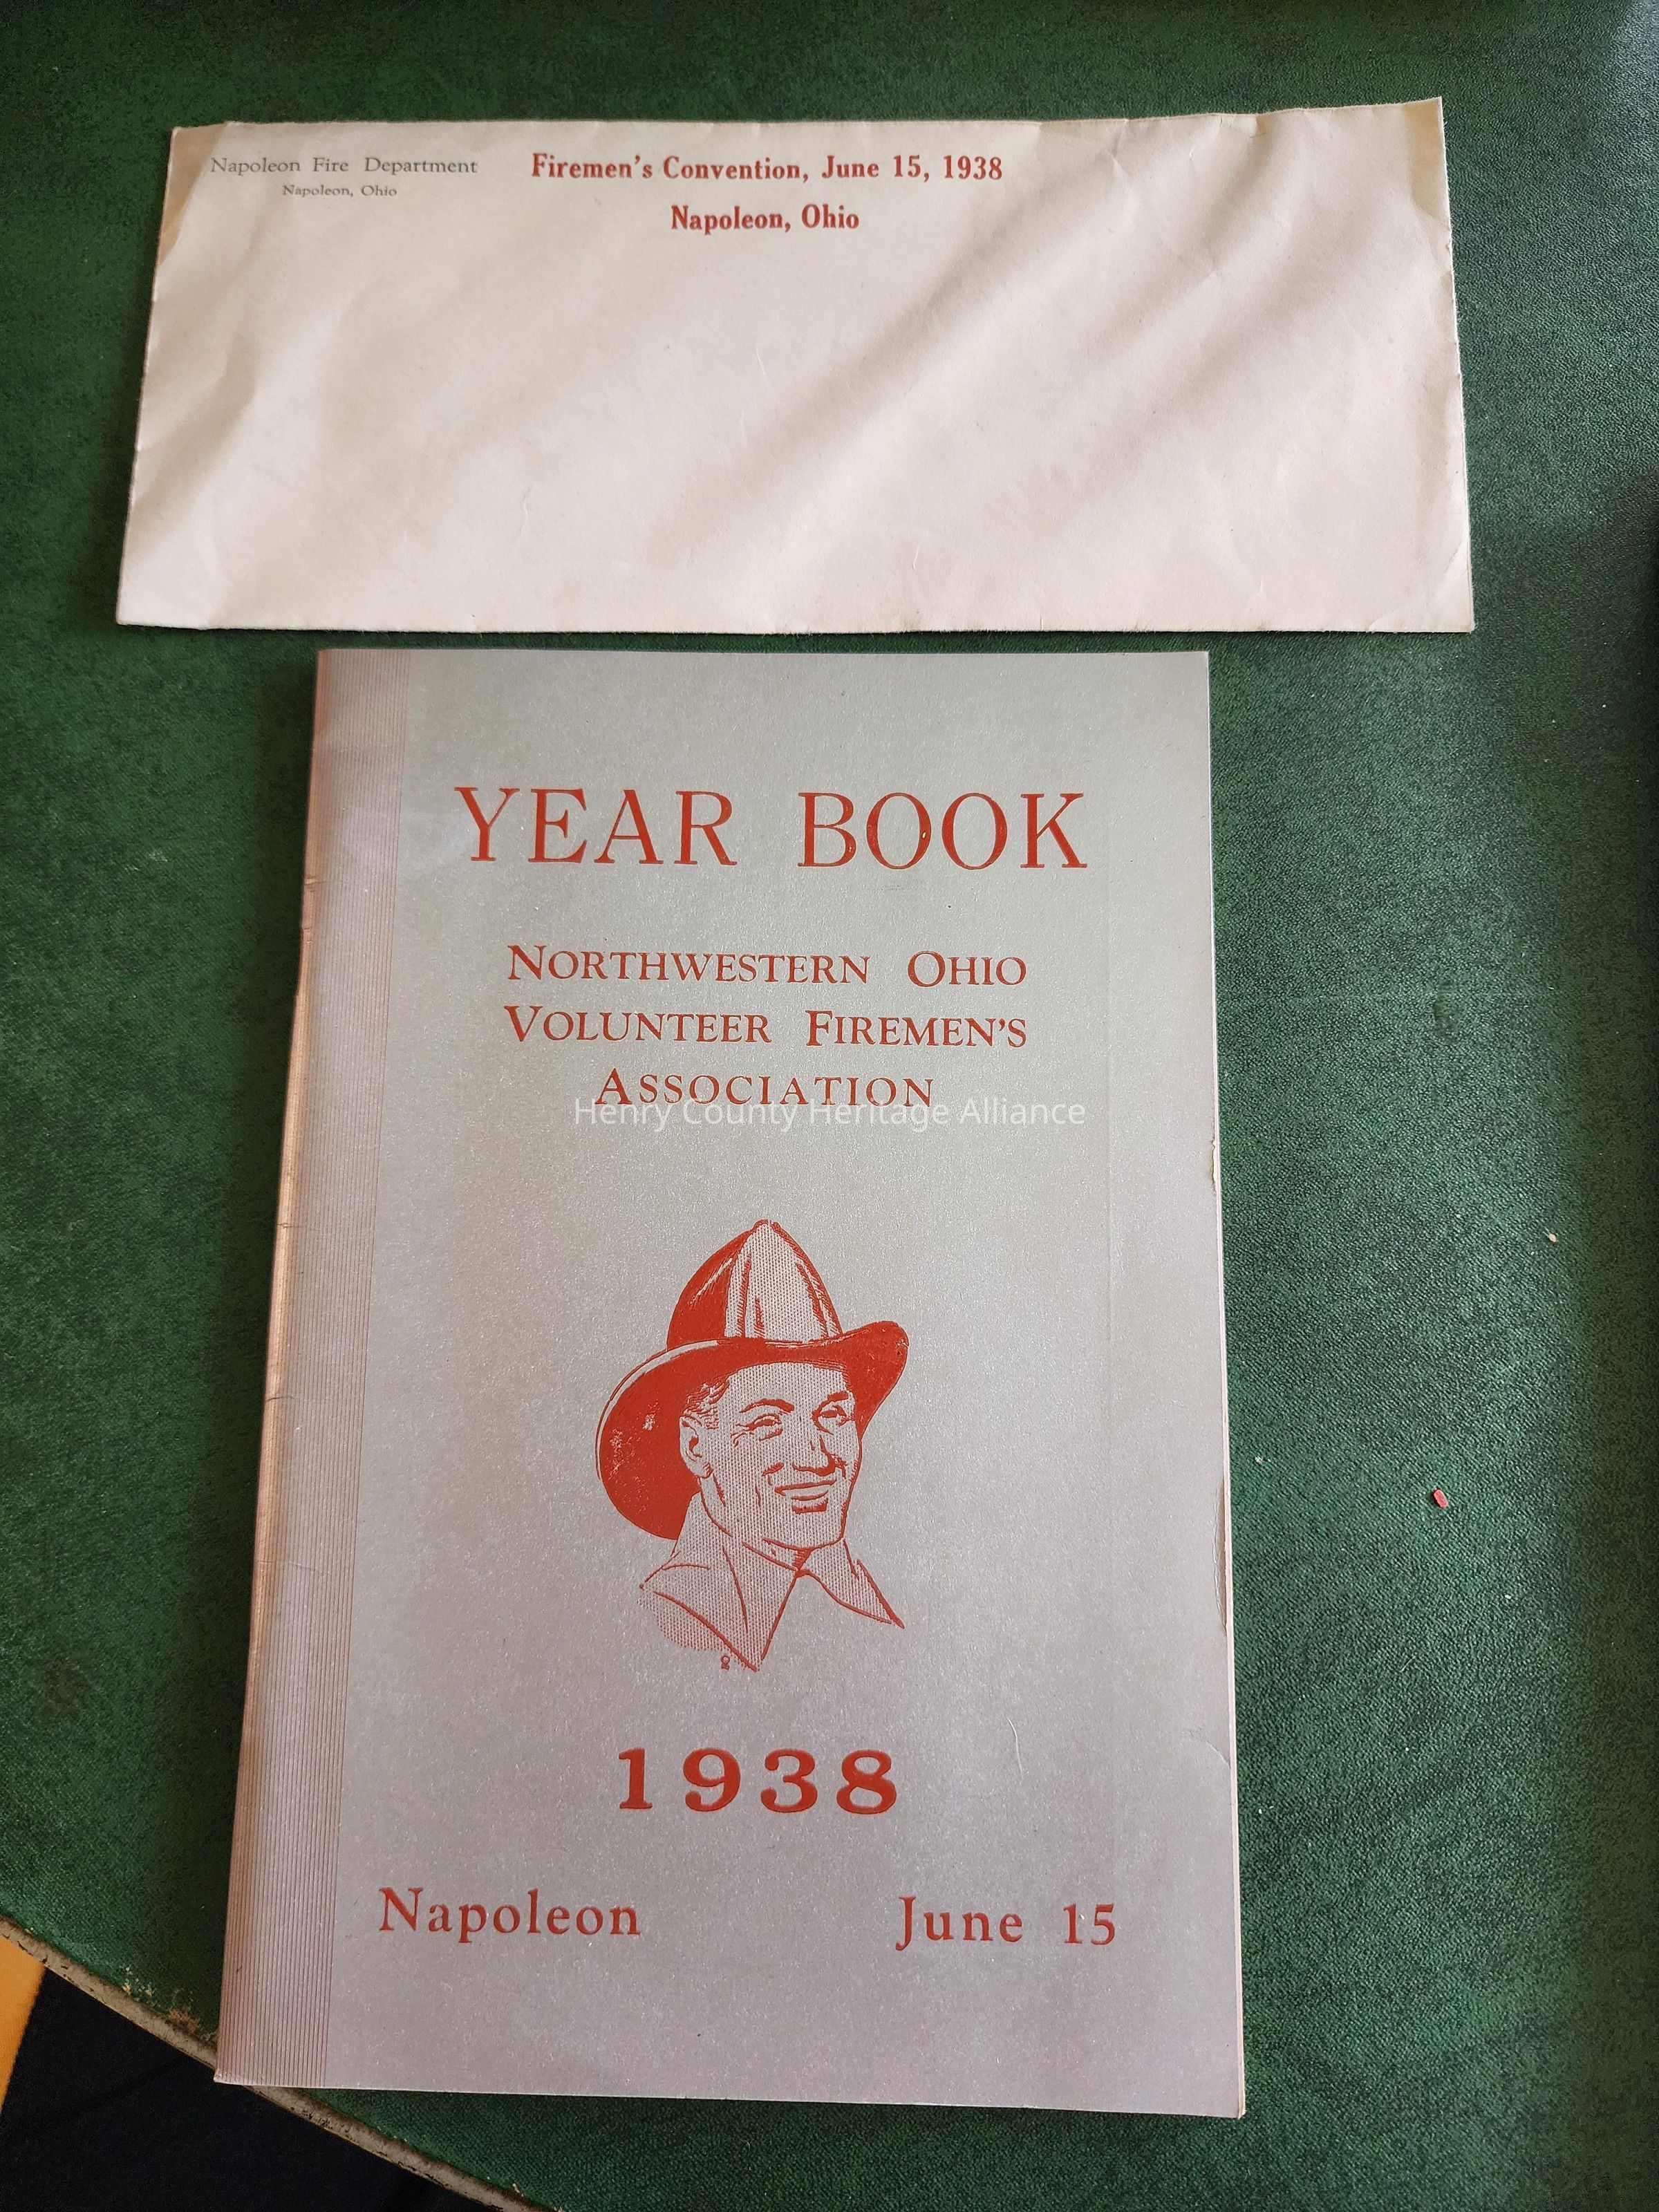 Napoleon Fire Department
Napoleon, Ohio
Firemen's Convention, June 15, 1938
Napoleon, Ohio
YEAR BOOK
NORTHWESTERN OHIO
VOLUNTEER FIREMEN'S
ASSOCIATION
Henry County Heritage Alliance
1938
Napoleon June 15